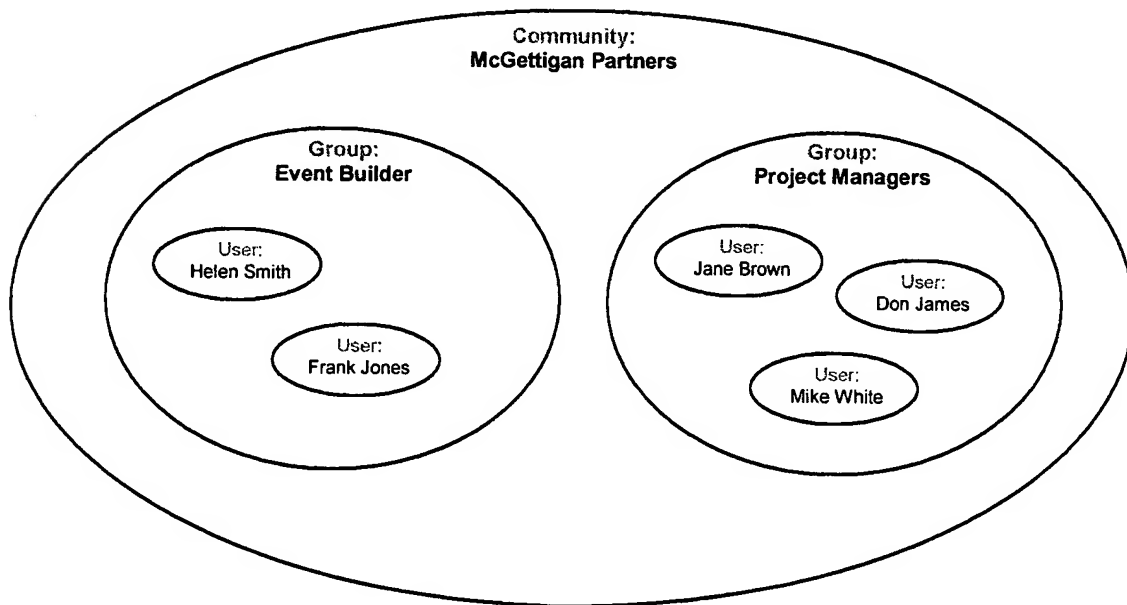 Community:
McGettigan Partners
Group:
Event Builder
User:
Helen Smith
User:
Frank Jones
Group:
Project Managers
User:
Jane Brown
User:
Don James
User:
Mike White